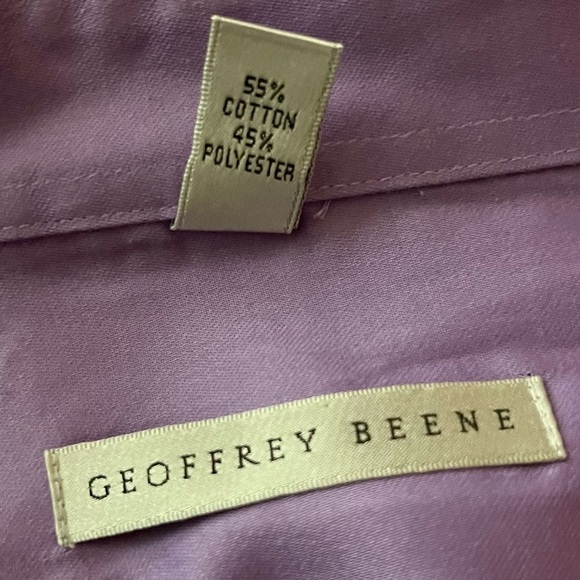 55%
COTTON
45%
POLYESTER
GEOFFREY BEENE